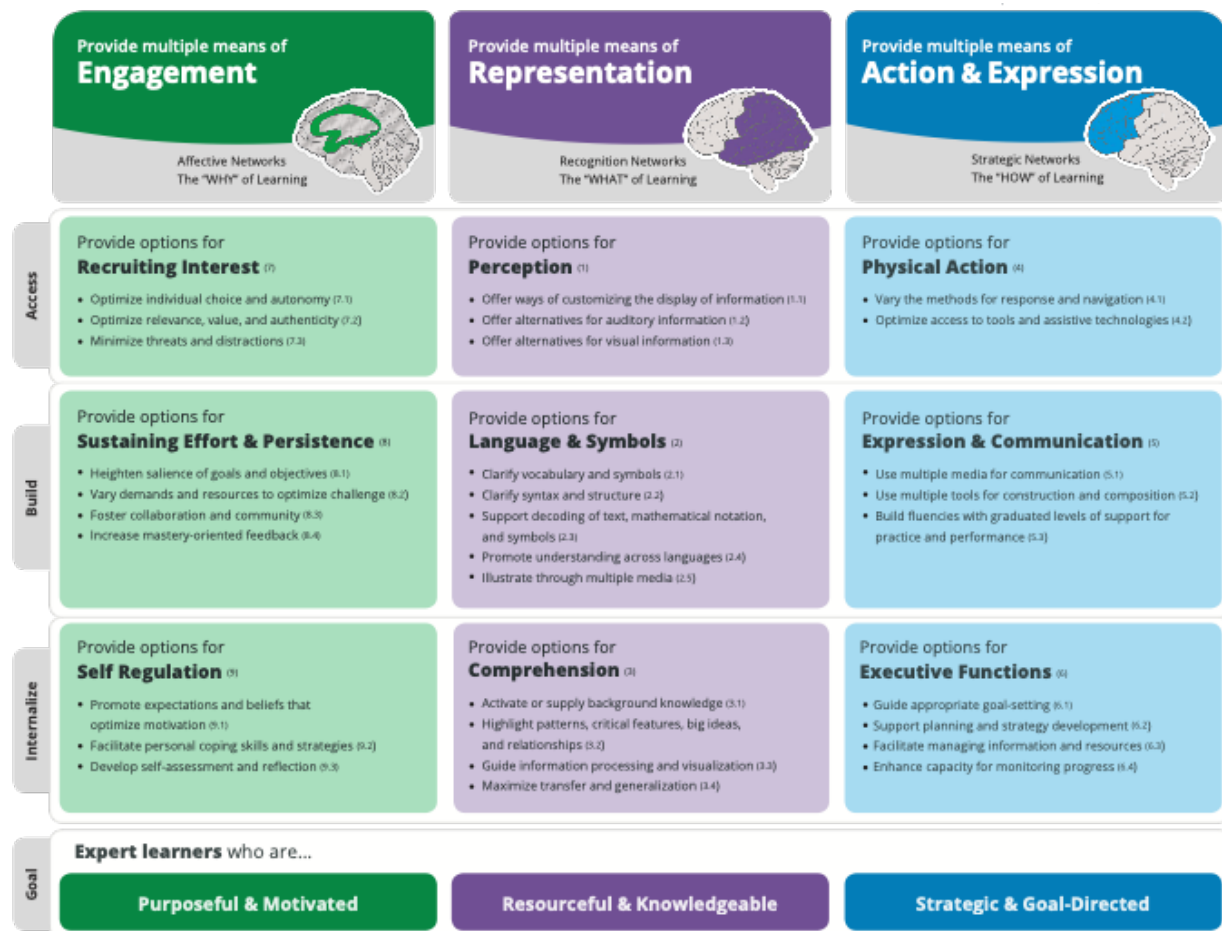 Provide multiple means of
Engagement
Affective Networks
The "WHY" of Learning
Provide multiple means of
Representation
Recognition Networks
The "WHAT" of Learning
Provide multiple means of
Action & Expression
Strategic Networks
The "HOW" of Learning
Access
Provide options for
Recruiting Interest (7)
• Optimize individual choice and autonomy (7.1)
• Optimize relevance, value, and authenticity (7.2)
• Minimize threats and distractions (7.3)
Provide options for
Perception (1)
• Offer ways of customizing the display of information (1.1)
• Offer alternatives for auditory information (1.2)
• Offer alternatives for visual information (1.3)
Provide options for
Physical Action (4)
• Vary the methods for response and navigation (4.1)
• Optimize access to tools and assistive technologies (4.2)
Build
Provide options for
Sustaining Effort & Persistence (8)
• Heighten salience of goals and objectives (8.1)
• Vary demands and resources to optimize challenge (8.2)
• Foster collaboration and community (8.3)
• Increase mastery-oriented feedback (8.4)
Provide options for
Language & Symbols (2)
• Clarify vocabulary and symbols (2.1)
• Clarify syntax and structure (2.2)
• Support decoding of text, mathematical notation,
and symbols (2.3)
• Promote understanding across languages (2.4)
• Illustrate through multiple media (2.5)
Provide options for
Expression & Communication (5)
• Use multiple media for communication (5.1)
• Use multiple tools for construction and composition (5.2)
• Build fluencies with graduated levels of support for
practice and performance (5.3)
Internalize
Provide options for
Self Regulation (9)
• Promote expectations and beliefs that
optimize motivation (9.1)
• Facilitate personal coping skills and strategies (9.2)
• Develop self-assessment and reflection (9.3)
Provide options for
Comprehension (3)
• Activate or supply background knowledge (3.1)
• Highlight patterns, critical features, big ideas,
and relationships (3.2)
• Guide information processing and visualization (3.3)
• Maximize transfer and generalization (3.4)
Provide options for
Executive Functions (6)
• Guide appropriate goal-setting (6.1)
• Support planning and strategy development (6.2)
• Facilitate managing information and resources (6.3)
• Enhance capacity for monitoring progress (6.4)
Goal
Expert learners who are...
Purposeful & Motivated
Resourceful & Knowledgeable
Strategic & Goal-Directed